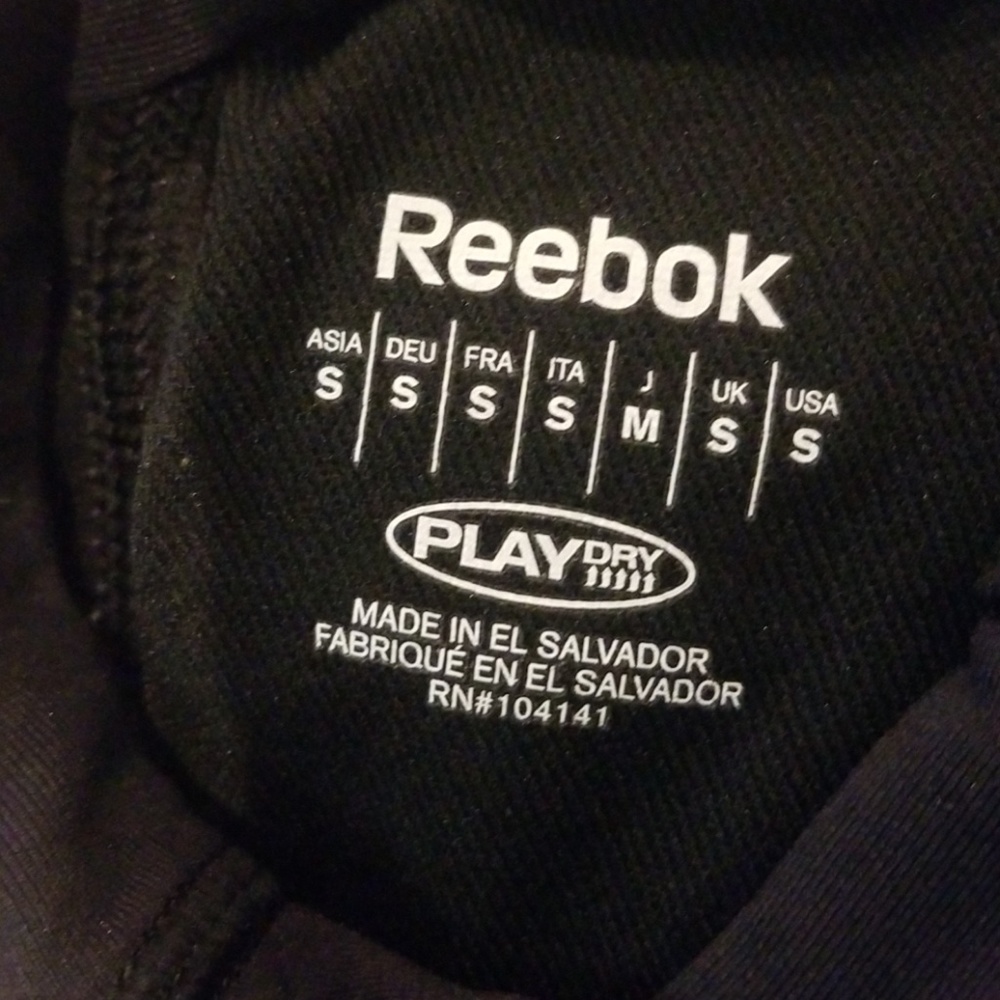 Reebok
ASIA DEU FRA ITA J UK USA
S S S S M S S
PLAYDRY
MADE IN EL SALVADOR
FABRIQUÉ EN EL SALVADOR
RN#104141